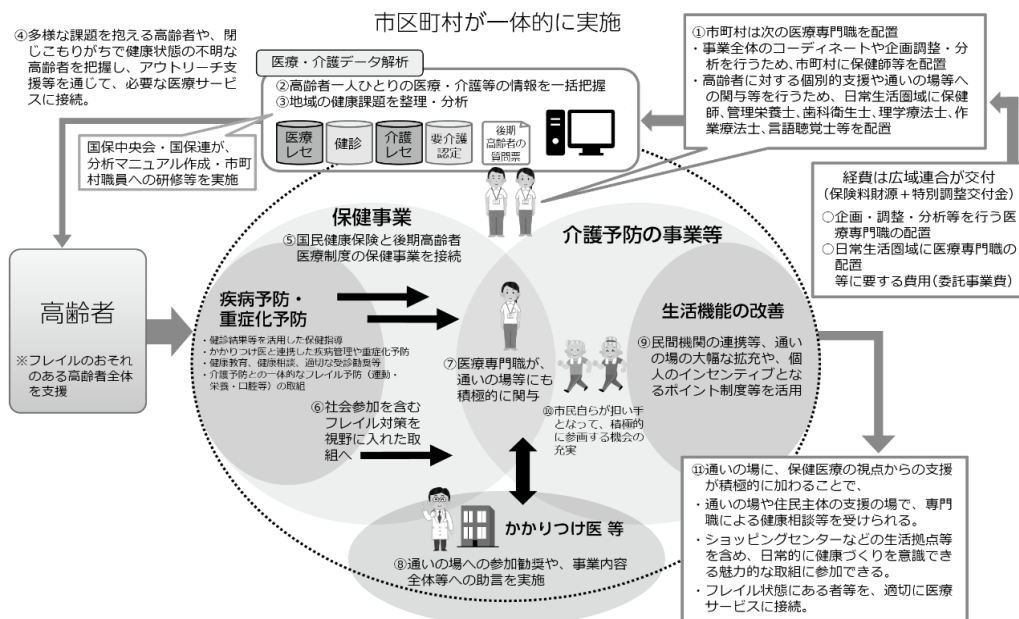 市区町村が一体的に実施
④多様な課題を抱える高齢者や、閉
じこもりがちで健康状態の不明な
高齢者を把握し、アウトリーチ支
援等を通じて、必要な医療サービ
スに接続。
医療・介護データ解析
②高齢者一人ひとりの医療・介護等の情報を一括把握
③地域の健康課題を整理・分析
医療
レセ
健診
介護
レセ
要介護
認定
後期
高齢者の
質問票
国保中央会・国保連が、
分析マニュアル作成・市町
村職員への研修等を実施
①市町村は次の医療専門職を配置
・事業全体のコーディネートや企画調整・分
析を行うため、市町村に保健師等を配置
・高齢者に対する個別的支援や通いの場等へ
の関与等を行うため、日常生活圏域に保健
師、管理栄養士、歯科衛生士、理学療法士、作
業療法士、言語聴覚士等を配置
経費は広域連合が交付
（保険料財源＋特別調整交付金）
○企画・調整・分析等を行う医
療専門職の配置
○日常生活圏域に医療専門職の
配置
等に要する費用（委託事業費）
保健事業
⑤国民健康保険と後期高齢者
医療制度の保健事業を接続
介護予防の事業等
高齢者
※フレイルのおそれ
のある高齢者全体
を支援
疾病予防・
重症化予防
・健診結果等を活用した保健指導
・かかりつけ医と連携した疾病管理や重症化予防
・健康教育、健康相談、適切な受診勧奨等
・介護予防との一体的なフレイル予防（運動・
栄養・口腔等）の取組
⑥社会参加を含む
フレイル対策を
視野に入れた取
組へ
⑦医療専門職が、
通いの場等にも
積極的に関与
生活機能の改善
⑨民間機関の連携等、通い
の場の大幅な拡充や、個
人のインセンティブとな
るポイント制度等を活用
⑩市民自らが担い手
となって、積極的
に参画する機会の
充実
かかりつけ医 等
⑧通いの場への参加勧奨や、事業内容
全体等への助言を実施
⑪通いの場に、保健医療の視点からの支援
が積極的に加わることで、
・通いの場や住民主体の支援の場で、専門
職による健康相談等を受けられる。
・ショッピングセンターなどの生活拠点等
を含め、日常的に健康づくりを意識でき
る魅力的な取組に参加できる。
・フレイル状態にある者等を、適切に医療
サービスに接続。